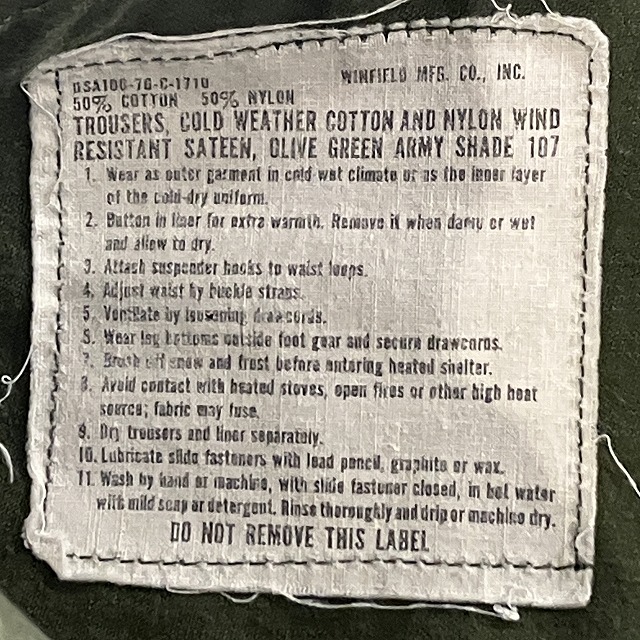 DSA100-76-C-1710 WINFIELD MFG. CO., INC.
50% COTTON 50% NYLON
TROUSERS, COLD WEATHER COTTON AND NYLON WIND
RESISTANT SATEEN, OLIVE GREEN ARMY SHADE 107
1. Wear as outer garment in cold wet climate or as the inner layer
of the cold-dry uniform.
2. Button in liner for extra warmth. Remove it when damp or wet
and allow to dry.
3. Attach suspender hooks to waist loops.
4. Adjust waist by buckle straps.
5. Ventilate by loosening drawcords.
6. Wear leg bottoms outside foot gear and secure drawcords.
7. Brush off snow and frost before entering heated shelter.
8. Avoid contact with heated stoves, open fires or other high heat
source; fabric may fuse.
9. Dry trousers and liner separately.
10. Lubricate slide fasteners with lead pencil, graphite or wax.
11. Wash by hand or machine, with slide fastener closed, in hot water
with mild soap or detergent. Rinse thoroughly and drip or machine dry.
DO NOT REMOVE THIS LABEL